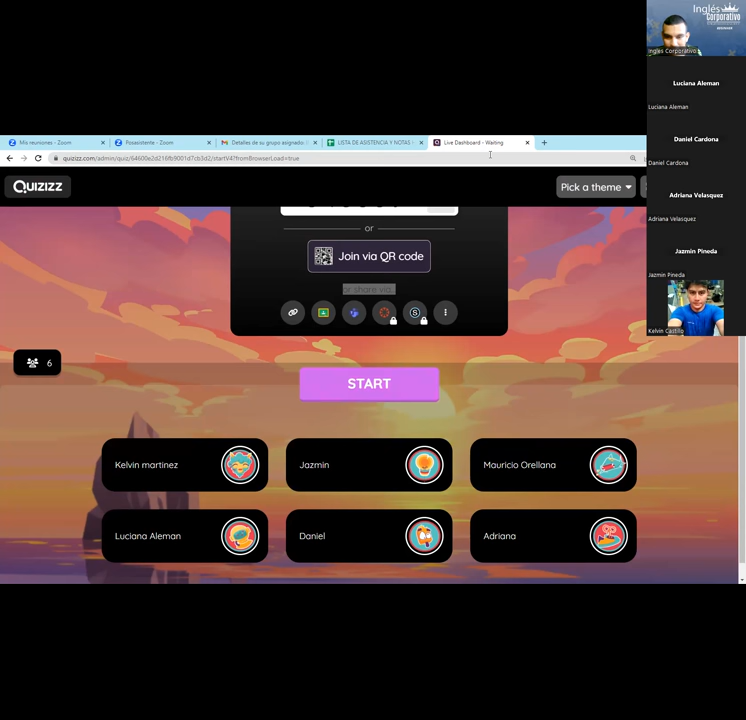 Inglés
Corporativo
Ingles Corporativo
Luciana Aleman
Luciana Aleman
Daniel Cardona
Daniel Cardona
Adriana Velasquez
Adriana Velasquez
Jazmin Pineda
Jazmin Pineda
Kelvin Castillo
Mis reuniones - Zoom
Posasistente - Zoom
Detalles de su grupo asignado
LISTA DE ASISTENCIA Y NOTAS
Live Dashboard - Waiting
quizizz.com/admin/quiz/64600e2d216fb9001d7cb3d2/startV4?fromBrowserLoad=true
QUIZIZZ
Pick a theme
or
Join via QR code
or share via
6
START
Kelvin martinez
Jazmin
Mauricio Orellana
Luciana Aleman
Daniel
Adriana